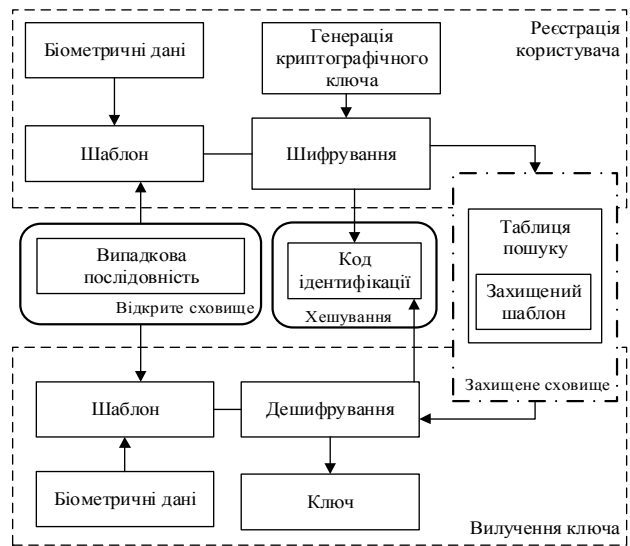 Біометричні дані
Генерація
криптографічного
ключа
Реєстрація
користувача
Шаблон
Шифрування
Таблиця
пошуку
Захищений
шаблон
Захищене сховище
Випадкова
послідовність
Відкрите сховище
Код
ідентифікації
Хешування
Шаблон
Дешифрування
Біометричні дані
Ключ
Вилучення ключа